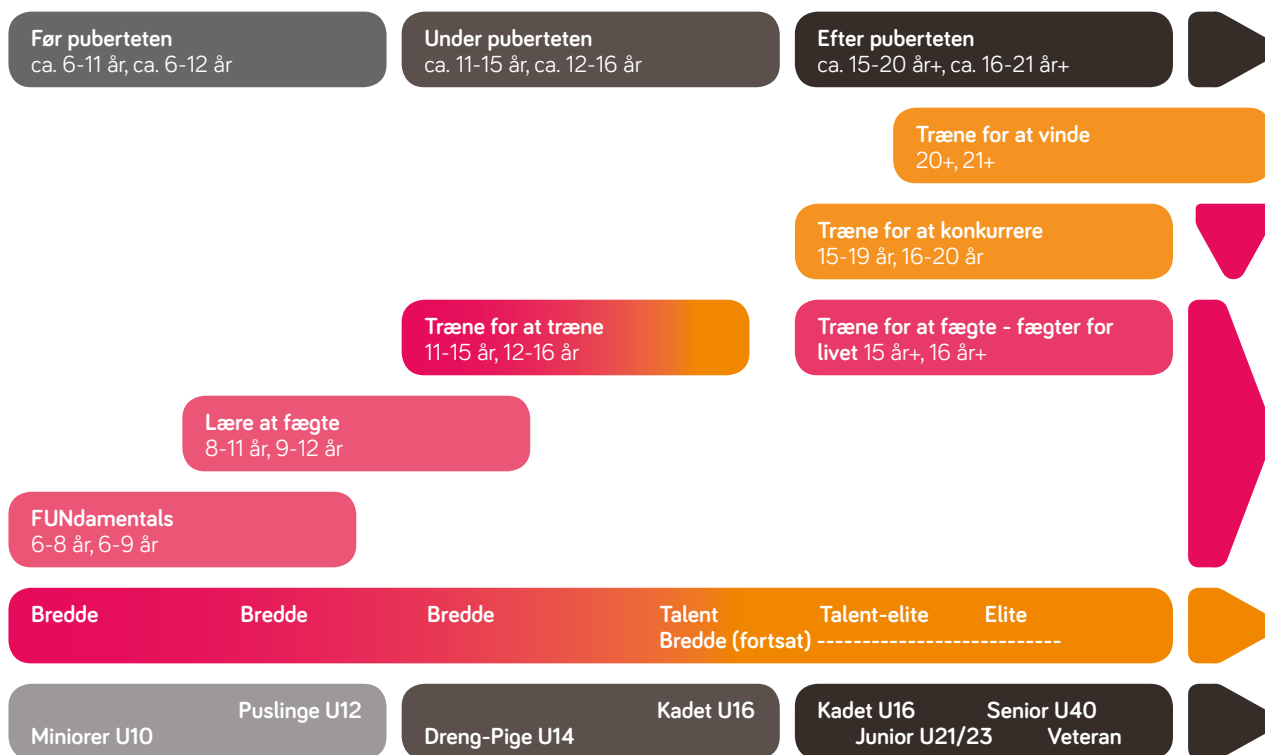 Før puberteten
ca. 6-11 år, ca. 6-12 år
Under puberteten
ca. 11-15 år, ca. 12-16 år
Efter puberteten
ca. 15-20 år+, ca. 16-21 år+
Træne for at vinde
20+, 21+
Træne for at konkurrere
15-19 år, 16-20 år
Træne for at træne
11-15 år, 12-16 år
Træne for at fægte - fægter for
livet 15 år+, 16 år+
Lære at fægte
8-11 år, 9-12 år
FUNdamentals
6-8 år, 6-9 år
Bredde Bredde Bredde Talent Talent-elite Elite
Bredde (fortsat) ---------------------------
Puslinge U12
Miniorer U10
Kadet U16
Dreng-Pige U14
Kadet U16 Senior U40
Junior U21/23 Veteran